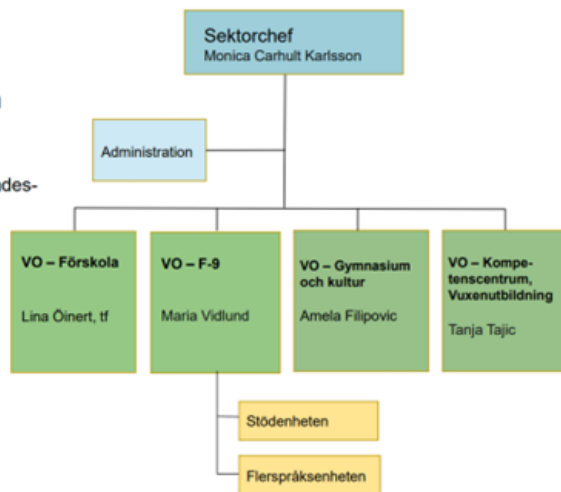 Sektorchef
Monica Carhult Karlsson
Administration
ndes-
VO – Förskola
Lina Öinert, tf
VO – F-9
Maria Vidlund
VO – Gymnasium
och kultur
Amela Filipovic
VO – Kompe-
tenscentrum,
Vuxenutbildning
Tanja Tajic
Stödenheten
Flerspråksenheten